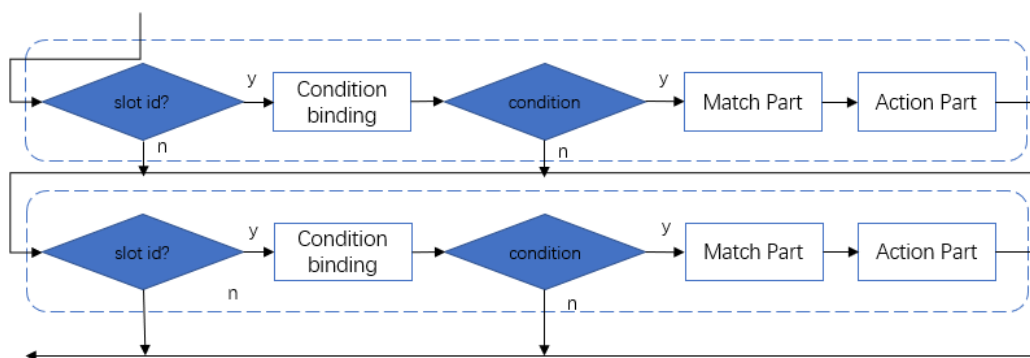 slot id?
y
Condition
binding
condition
y
Match Part
Action Part
n
n
slot id?
y
Condition
binding
condition
y
Match Part
Action Part
n
n